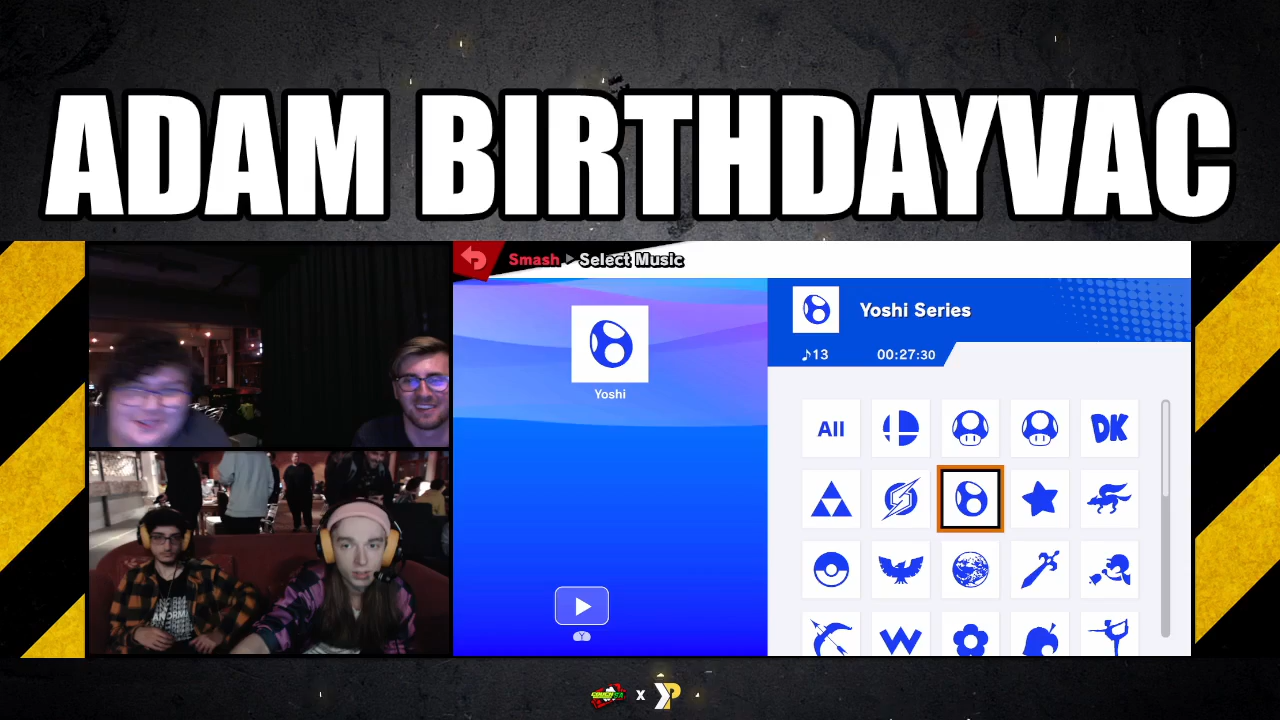 ADAM BIRTHDAYVAC
Smash ▶ Select Music
Yoshi
Yoshi Series
♪13 00:27:30
All
DK
Y
X